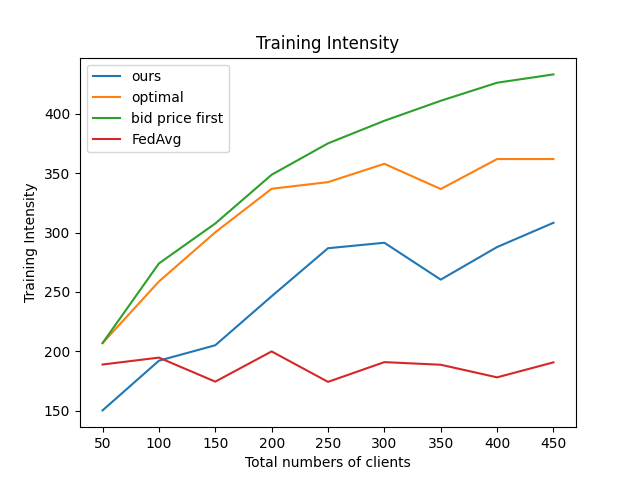 Training Intensity
ours
optimal
bid price first
FedAvg
Training Intensity
400
350
300
250
200
150
50 100 150 200 250 300 350 400 450
Total numbers of clients